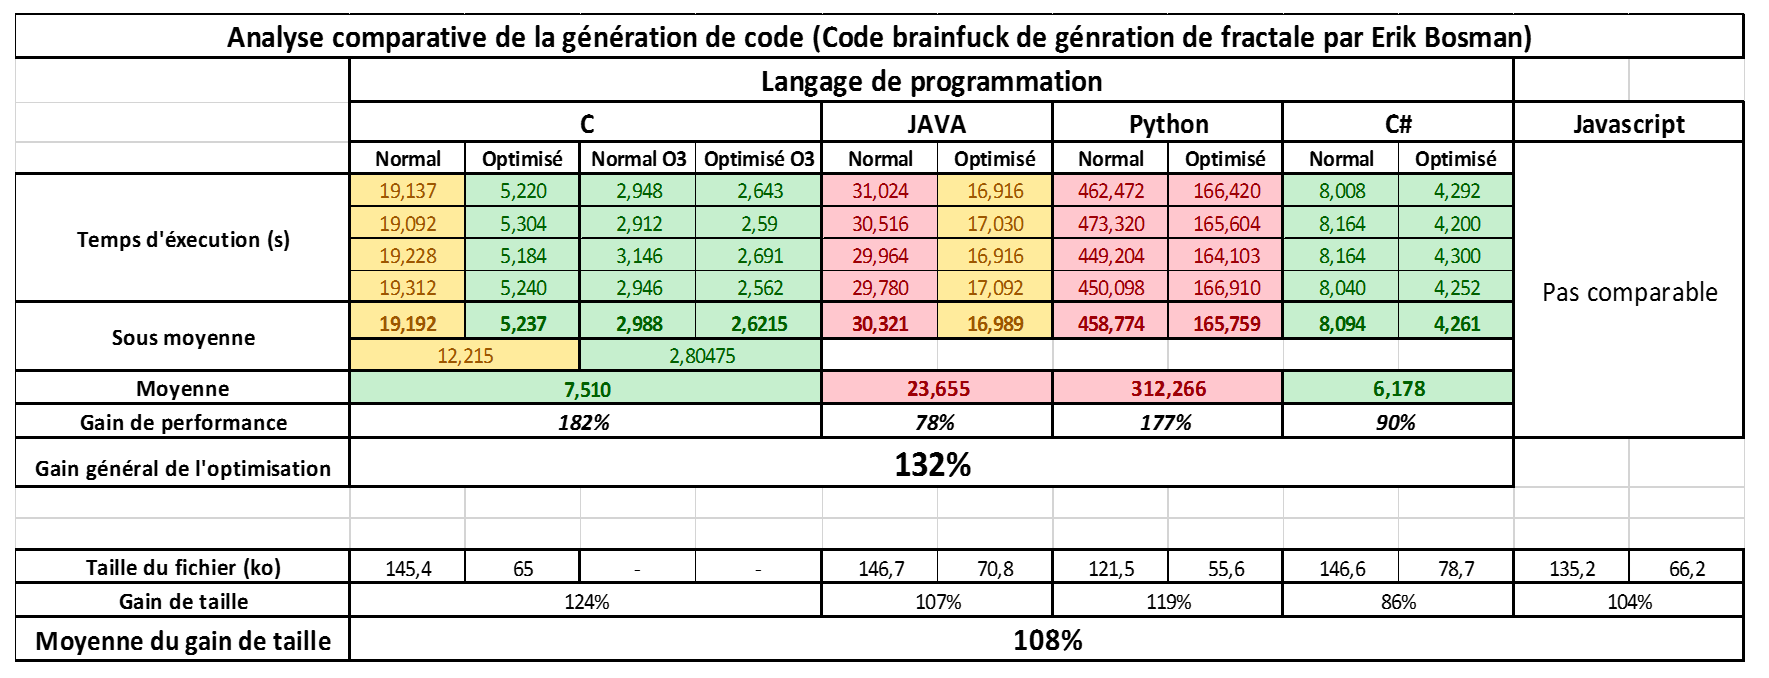 Analyse comparative de la génération de code (Code brainfuck de génration de fractale par Erik Bosman)
Langage de programmation
C JAVA Python C# Javascript
Normal Optimisé Normal O3 Optimisé O3 Normal Optimisé Normal Optimisé Normal Optimisé
Temps d'éxecution (s)
19,137 5,220 2,948 2,643 31,024 16,916 462,472 166,420 8,008 4,292
19,092 5,304 2,912 2,59 30,516 17,030 473,320 165,604 8,164 4,200
19,228 5,184 3,146 2,691 29,964 16,916 449,204 164,103 8,164 4,300
19,312 5,240 2,946 2,562 29,780 17,092 450,098 166,910 8,040 4,252
Pas comparable
Sous moyenne
19,192 5,237 2,988 2,6215 30,321 16,989 458,774 165,759 8,094 4,261
12,215 2,80475
Moyenne 7,510 23,655 312,266 6,178
Gain de performance 182% 78% 177% 90%
Gain général de l'optimisation 132%
Taille du fichier (ko) 145,4 65 - - 146,7 70,8 121,5 55,6 146,6 78,7 135,2 66,2
Gain de taille 124% 107% 119% 86% 104%
Moyenne du gain de taille 108%